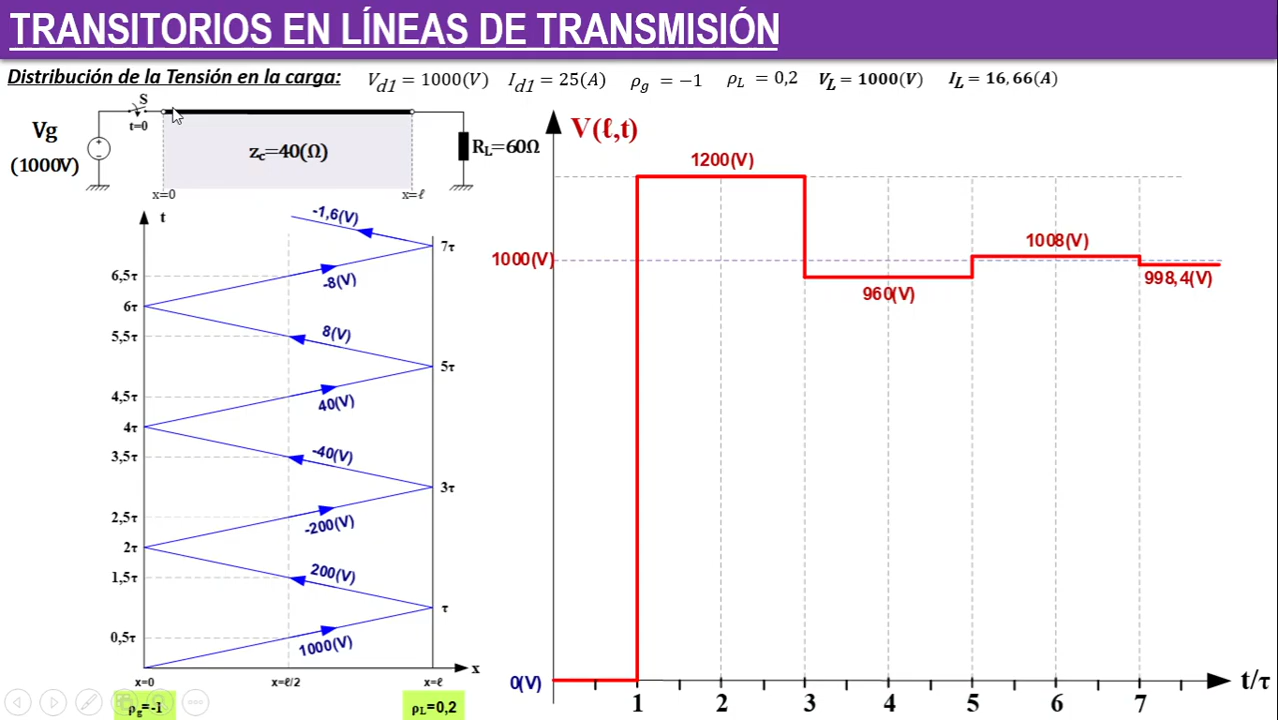 TRANSITORIOS EN LÍNEAS DE TRANSMISIÓN
Distribución de la Tensión en la carga: V_d1 = 1000(V) I_d1 = 25(A) ρ_g = −1 ρ_L = 0,2 V_L = 1000(V) I_L = 16,66(A)
S
t=0
Vg
(1000V)
z_c=40(Ω)
R_L=60Ω
x=0
x=ℓ
t
-1,6(V)
7τ
6,5τ
-8(V)
6τ
8(V)
5,5τ
5τ
4,5τ
40(V)
4τ
-40(V)
3,5τ
3τ
2,5τ
-200(V)
2τ
200(V)
1,5τ
τ
0,5τ
1000(V)
x
x=0
x=ℓ/2
x=ℓ
ρ_g=-1
ρ_L=0,2
V(ℓ,t)
1200(V)
1000(V)
1008(V)
960(V)
998,4(V)
0(V)
t/τ
1 2 3 4 5 6 7